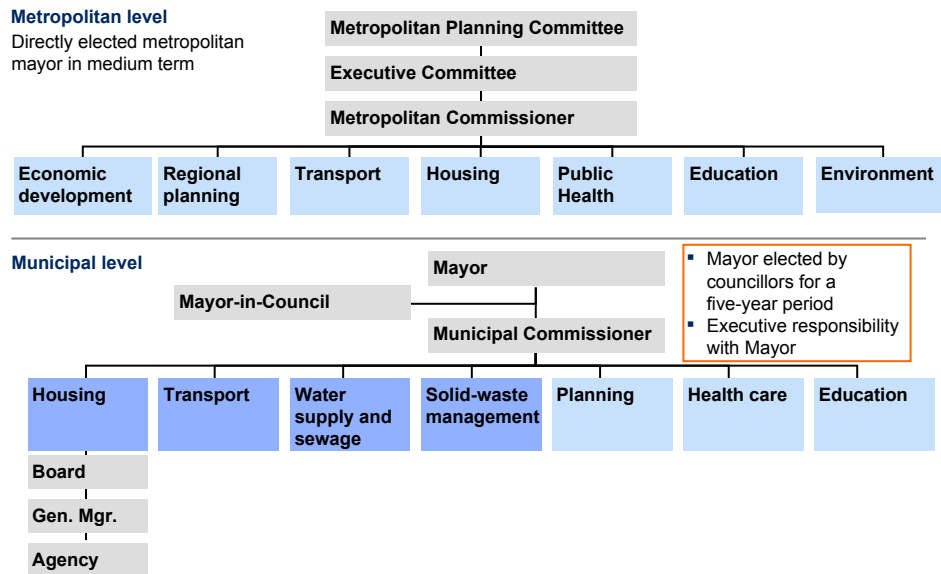 Metropolitan level
Directly elected metropolitan
mayor in medium term
Metropolitan Planning Committee
Executive Committee
Metropolitan Commissioner
Economic
development
Regional
planning
Transport
Housing
Public
Health
Education
Environment
Municipal level
Mayor
Mayor-in-Council
Municipal Commissioner
▪ Mayor elected by
councillors for a
five-year period
▪ Executive responsibility
with Mayor
Housing
Transport
Water
supply and
sewage
Solid-waste
management
Planning
Health care
Education
Board
Gen. Mgr.
Agency